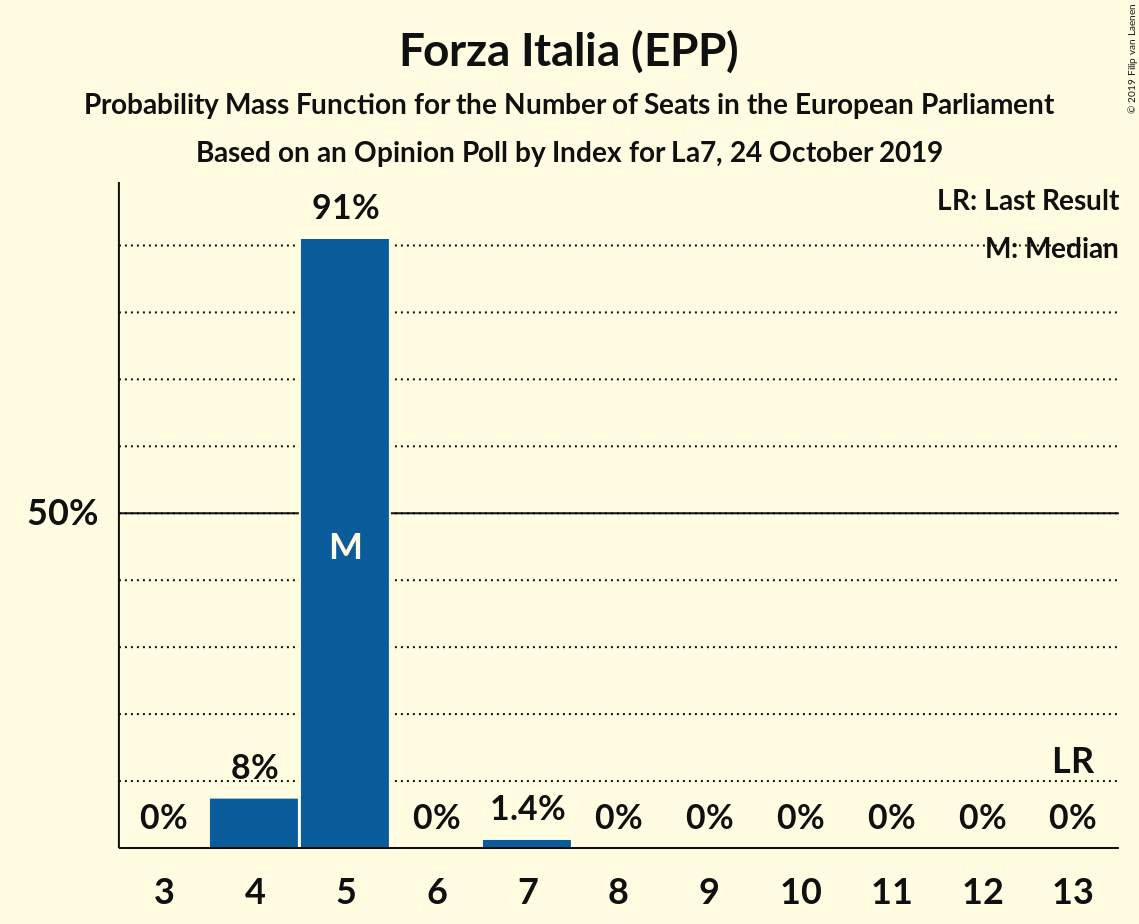 Forza Italia (EPP)
Probability Mass Function for the Number of Seats in the European Parliament
Based on an Opinion Poll by Index for La7, 24 October 2019
© 2019 Filip van Laenen
LR: Last Result
M: Median
91%
50%
M
8%
LR
0%
0%
1.4%
0%
0%
0%
0%
0%
0%
3 4 5 6 7 8 9 10 11 12 13